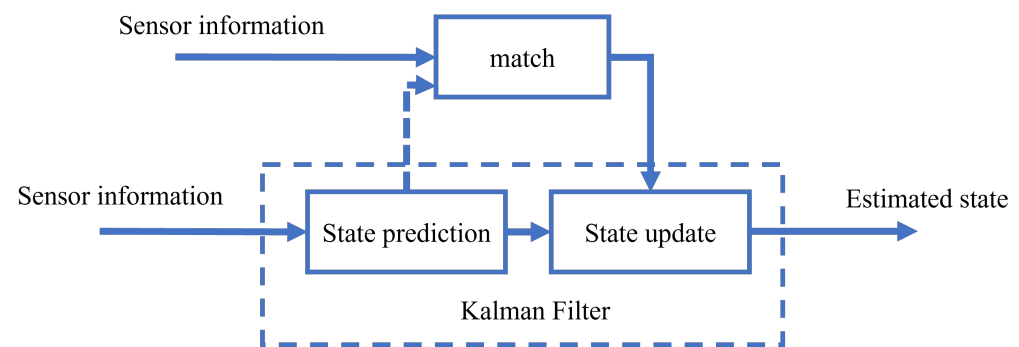 Sensor information
match
Sensor information
Estimated state
State prediction
State update
Kalman Filter